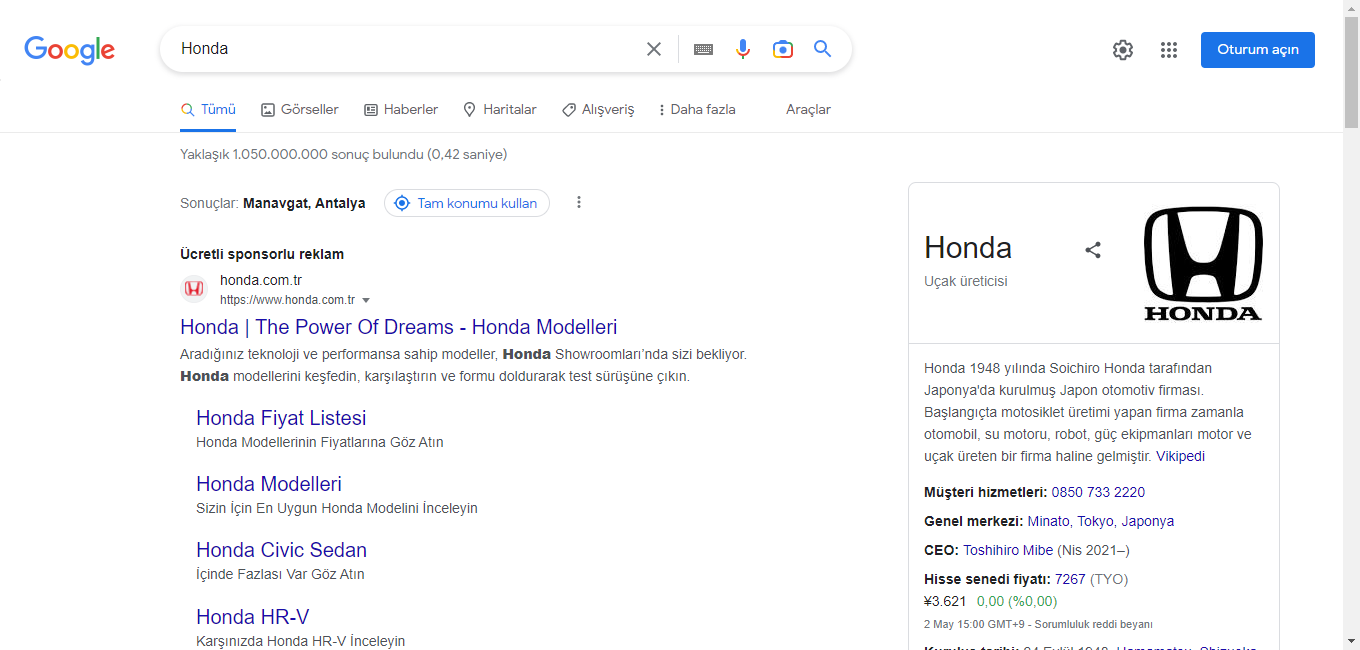 Google
Honda
Oturum açın
Tümü
Görseller
Haberler
Haritalar
Alışveriş
Daha fazla
Araçlar
Yaklaşık 1.050.000.000 sonuç bulundu (0,42 saniye)
Sonuçlar: Manavgat, Antalya
Tam konumu kullan
Ücretli sponsorlu reklam
honda.com.tr
https://www.honda.com.tr
Honda | The Power Of Dreams - Honda Modelleri
Aradığınız teknoloji ve performansa sahip modeller, Honda Showroomları'nda sizi bekliyor.
Honda modellerini keşfedin, karşılaştırın ve formu doldurarak test sürüşüne çıkın.
Honda Fiyat Listesi
Honda Modellerinin Fiyatlarına Göz Atın
Honda Modelleri
Sizin İçin En Uygun Honda Modelini İnceleyin
Honda Civic Sedan
İçinde Fazlası Var Göz Atın
Honda HR-V
Karşınızda Honda HR-V İnceleyin
Honda
Uçak üreticisi
HONDA
Honda 1948 yılında Soichiro Honda tarafından
Japonya'da kurulmuş Japon otomotiv firması.
Başlangıçta motosiklet üretimi yapan firma zamanla
otomobil, su motoru, robot, güç ekipmanları motor ve
uçak üreten bir firma haline gelmiştir. Vikipedi
Müşteri hizmetleri: 0850 733 2220
Genel merkezi: Minato, Tokyo, Japonya
CEO: Toshihiro Mibe (Nis 2021–)
Hisse senedi fiyatı: 7267 (TYO)
¥3.621 0,00 (%0,00)
2 May 15:00 GMT+9 - Sorumluluk reddi beyanı